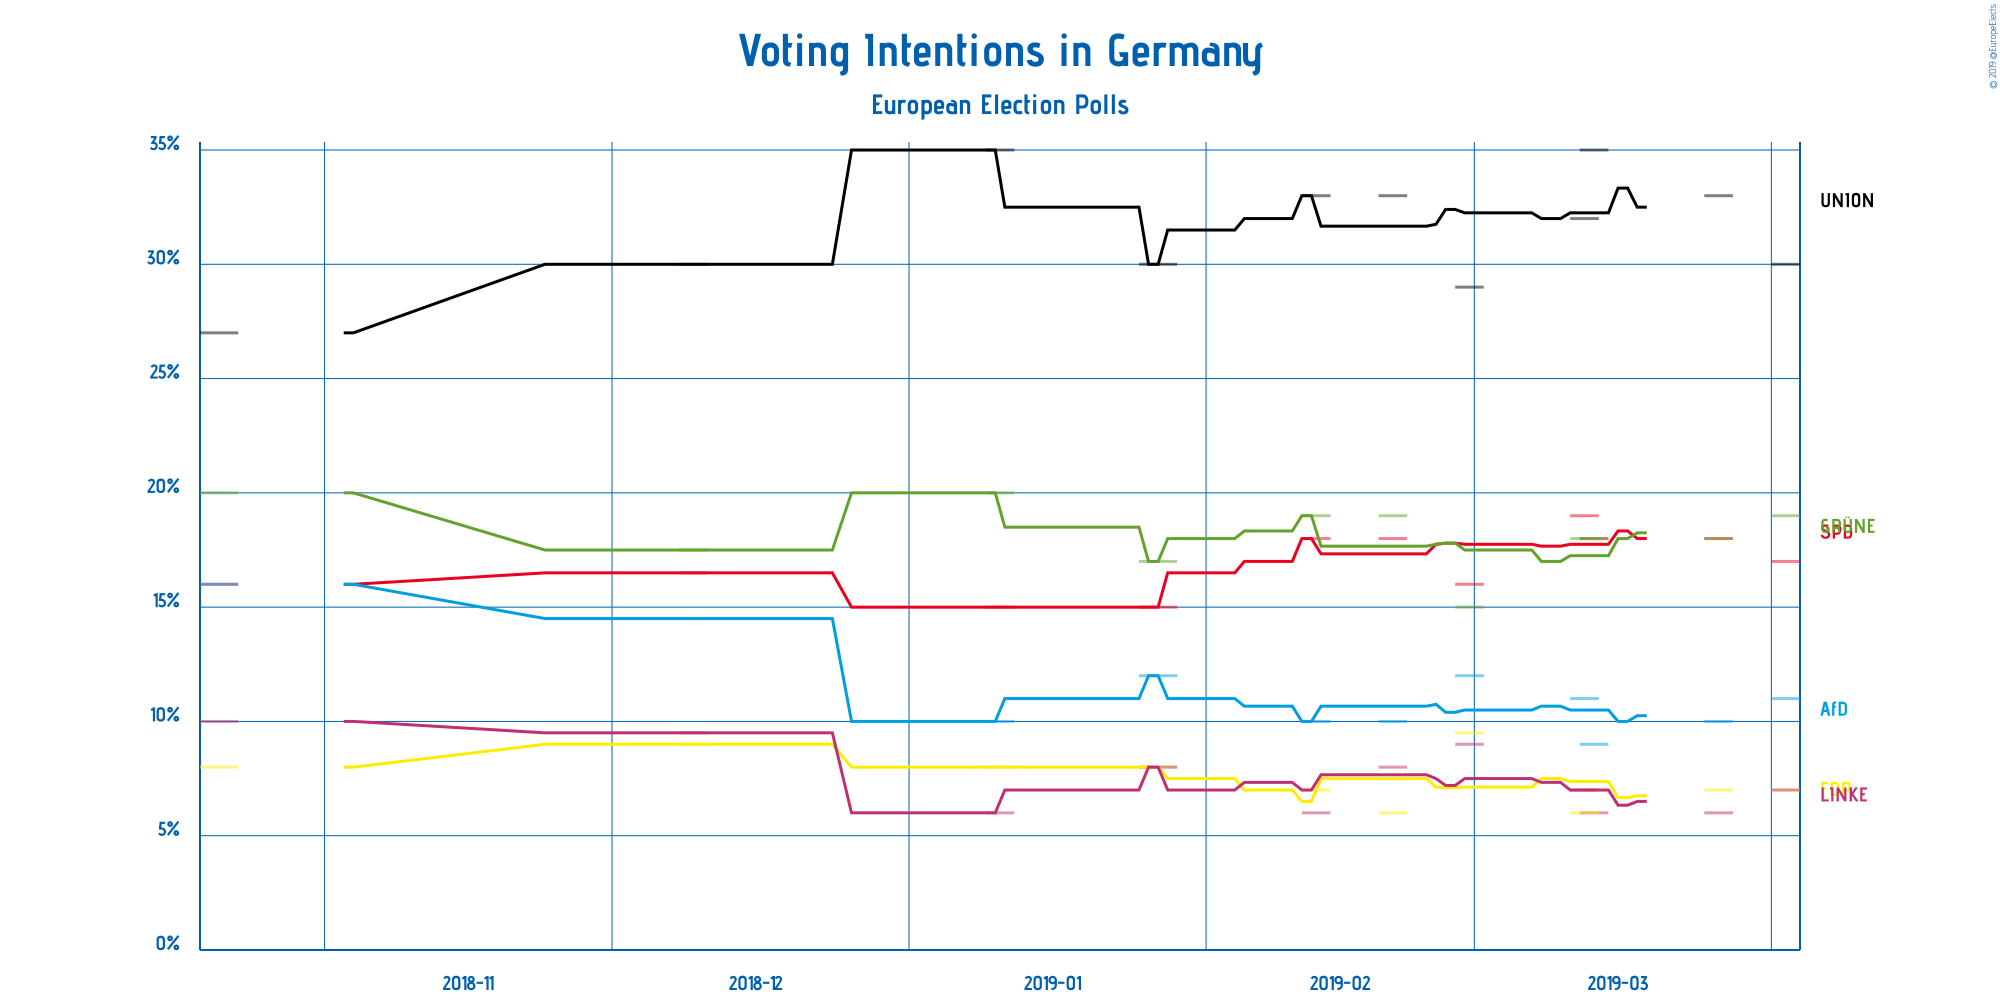 © 2019 @EuropeElects
Voting Intentions in Germany
European Election Polls
35%
30%
25%
20%
15%
10%
5%
0%
UNION
GRÜNE
SPD
AfD
FDP
LINKE
2018-11
2018-12
2019-01
2019-02
2019-03